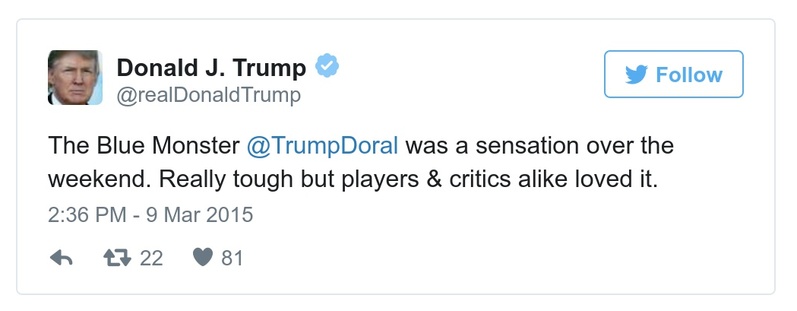 Donald J. Trump
@realDonaldTrump
Follow
The Blue Monster @TrumpDoral was a sensation over the
weekend. Really tough but players & critics alike loved it.
2:36 PM - 9 Mar 2015
22 81